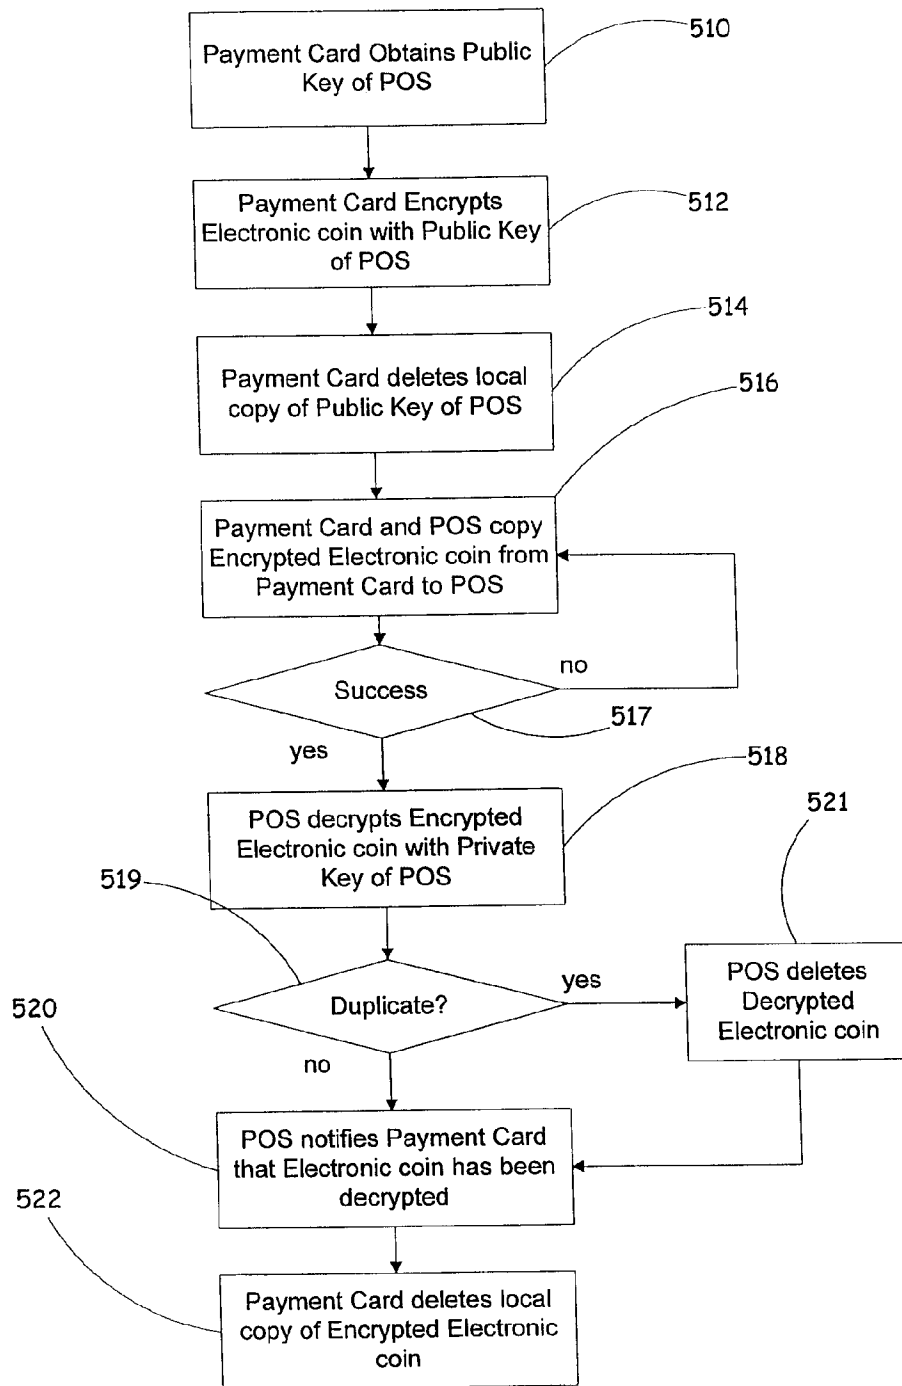 510
Payment Card Obtains Public
Key of POS
512
Payment Card Encrypts
Electronic coin with Public Key
of POS
514
Payment Card deletes local
copy of Public Key of POS
516
Payment Card and POS copy
Encrypted Electronic coin from
Payment Card to POS
no
Success
517
yes
518
POS decrypts Encrypted
Electronic coin with Private
Key of POS
521
519
POS deletes
Decrypted
Electronic coin
yes
Duplicate?
520
no
POS notifies Payment Card
that Electronic coin has been
decrypted
522
Payment Card deletes local
copy of Encrypted Electronic
coin